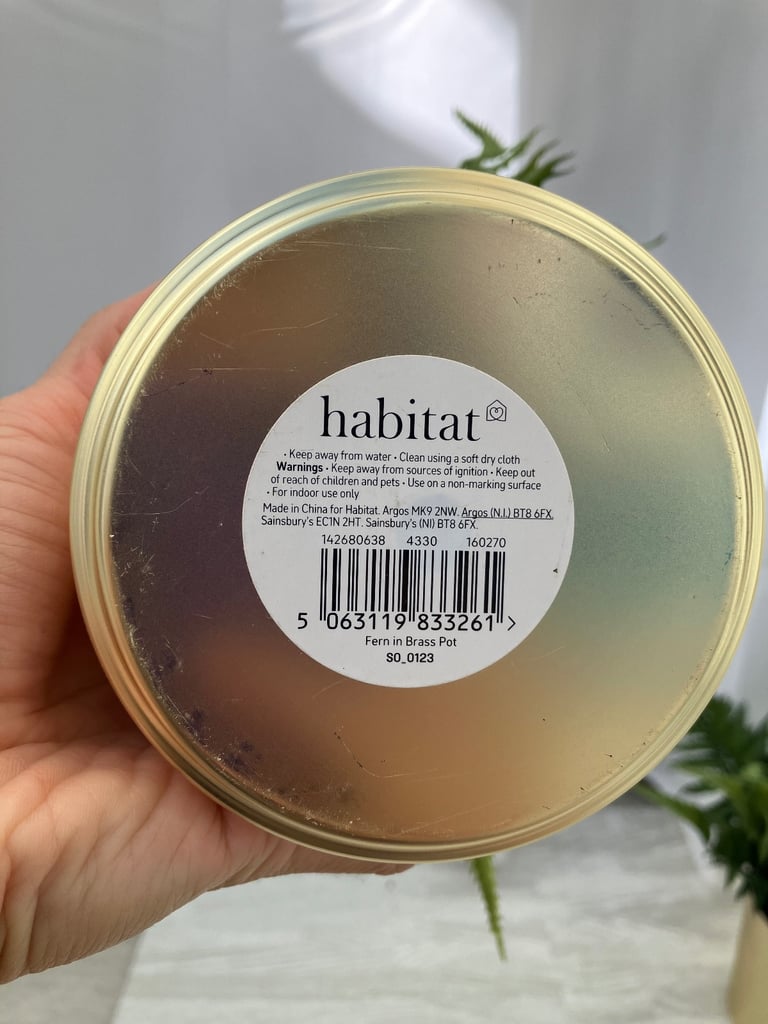 habitat
· Keep away from water · Clean using a soft dry cloth
Warnings · Keep away from sources of ignition · Keep out
of reach of children and pets · Use on a non-marking surface
· For indoor use only
Made in China for Habitat. Argos MK9 2NW. Argos (N.I.) BT8 6FX.
Sainsbury's EC1N 2HT. Sainsbury's (NI) BT8 6FX.
142680638 4330 160270
5 063119 833261 >
Fern in Brass Pot
SO_0123